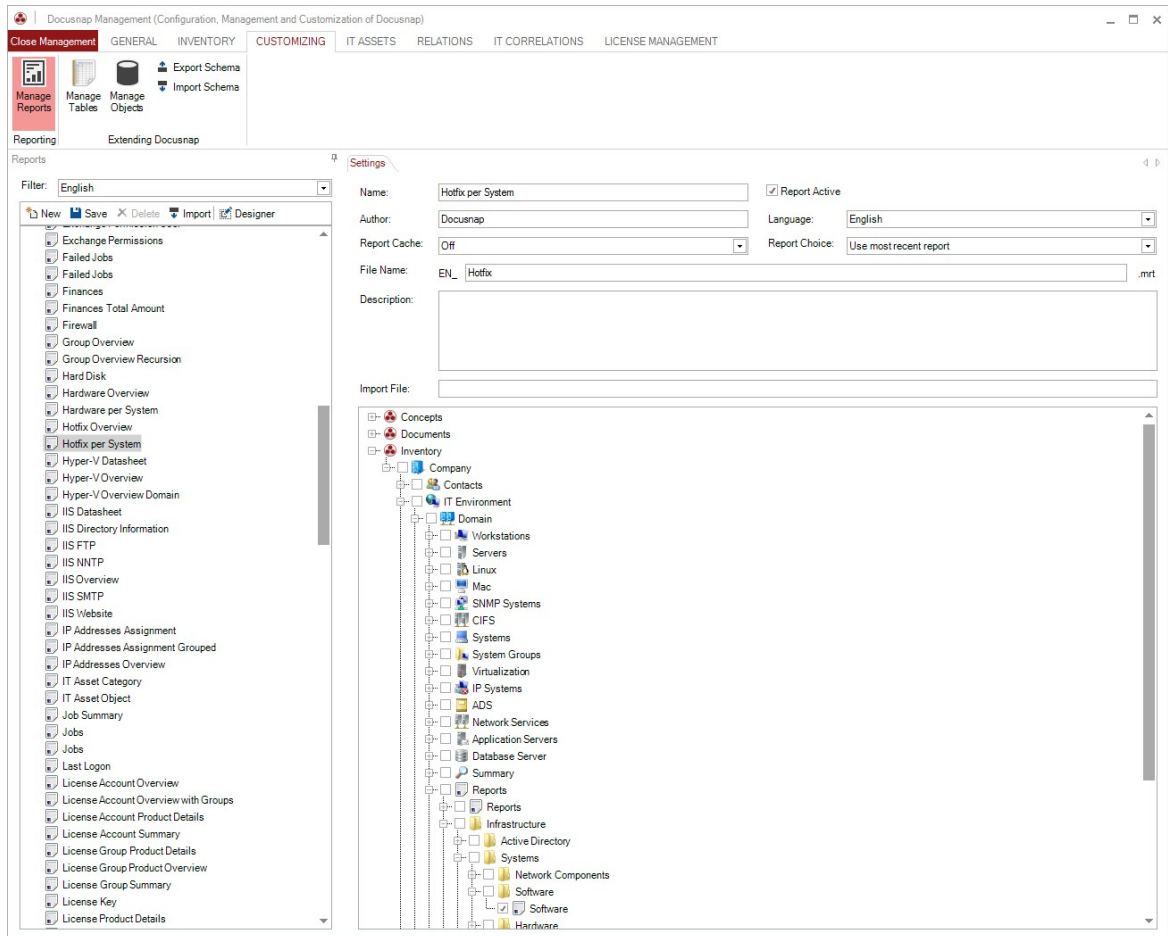 Docusnap Management (Configuration, Management and Customization of Docusnap)
Close Management GENERAL INVENTORY CUSTOMIZING IT ASSETS RELATIONS IT CORRELATIONS LICENSE MANAGEMENT
Manage Reports
Manage Tables
Manage Objects
Export Schema
Import Schema
Reporting
Extending Docusnap
Reports
Filter: English
New Save Delete Import Designer
Exchange Permissions
Failed Jobs
Failed Jobs
Finances
Finances Total Amount
Firewall
Group Overview
Group Overview Recursion
Hard Disk
Hardware Overview
Hardware per System
Hotfix Overview
Hotfix per System
Hyper-V Datasheet
Hyper-V Overview
Hyper-V Overview Domain
IIS Datasheet
IIS Directory Information
IIS FTP
IIS NNTP
IIS Overview
IIS SMTP
IIS Website
IP Addresses Assignment
IP Addresses Assignment Grouped
IP Addresses Overview
IT Asset Category
IT Asset Object
Job Summary
Jobs
Jobs
Last Logon
License Account Overview
License Account Overview with Groups
License Account Product Details
License Account Summary
License Group Product Details
License Group Product Overview
License Group Summary
License Key
License Product Details
Settings
Name: Hotfix per System
Report Active
Author: Docusnap
Language: English
Report Cache: Off
Report Choice: Use most recent report
File Name: EN_ Hotfix .mrt
Description:
Import File:
Concepts
Documents
Inventory
Company
Contacts
IT Environment
Domain
Workstations
Servers
Linux
Mac
SNMP Systems
CIFS
Systems
System Groups
Virtualization
IP Systems
ADS
Network Services
Application Servers
Database Server
Summary
Reports
Reports
Infrastructure
Active Directory
Systems
Network Components
Software
Software
Hardware